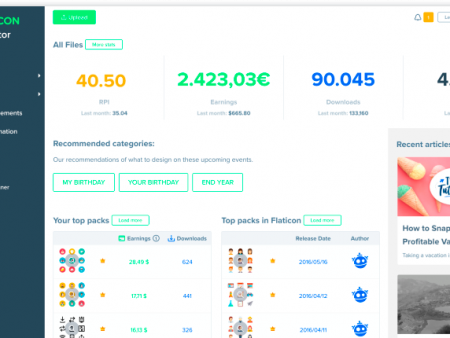 CON
Upload
1
tor
All Files
More stats
40.50
2.423,03€
90.045
4
RPI
Earnings
Downloads
Last month: 35.04
Last month: $665.80
Last month: 133,160
Last
ements
Recommended categories:
Recent articles
mation
Our recommendations of what to design on these upcoming events.
MY BIRTHDAY
YOUR BIRTHDAY
END YEAR
ner
Your top packs
Load more
Top packs in Flaticon
Load more
How to Snap
Earnings
Downloads
Release Date
Author
Profitable Va
Taking a vacation i
28,49 $
624
2016/05/16
17,11 $
441
2016/04/12
16.13 $
326
2016/04/11